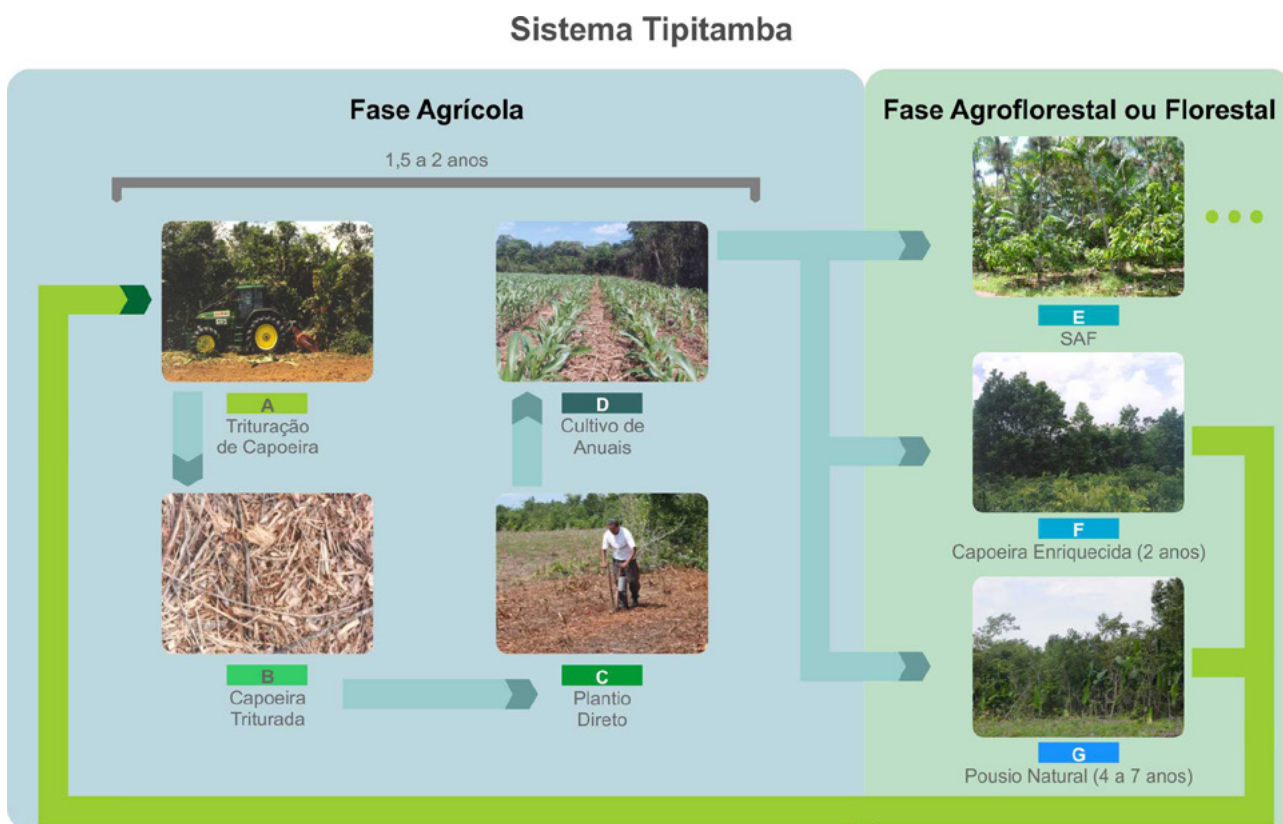 Sistema Tipitamba
Fase Agrícola
1,5 a 2 anos
A
Trituração
de Capoeira
B
Capoeira
Triturada
C
Plantio
Direto
D
Cultivo de
Anuais
Fase Agroflorestal ou Florestal
E
SAF
F
Capoeira Enriquecida (2 anos)
G
Pousio Natural (4 a 7 anos)